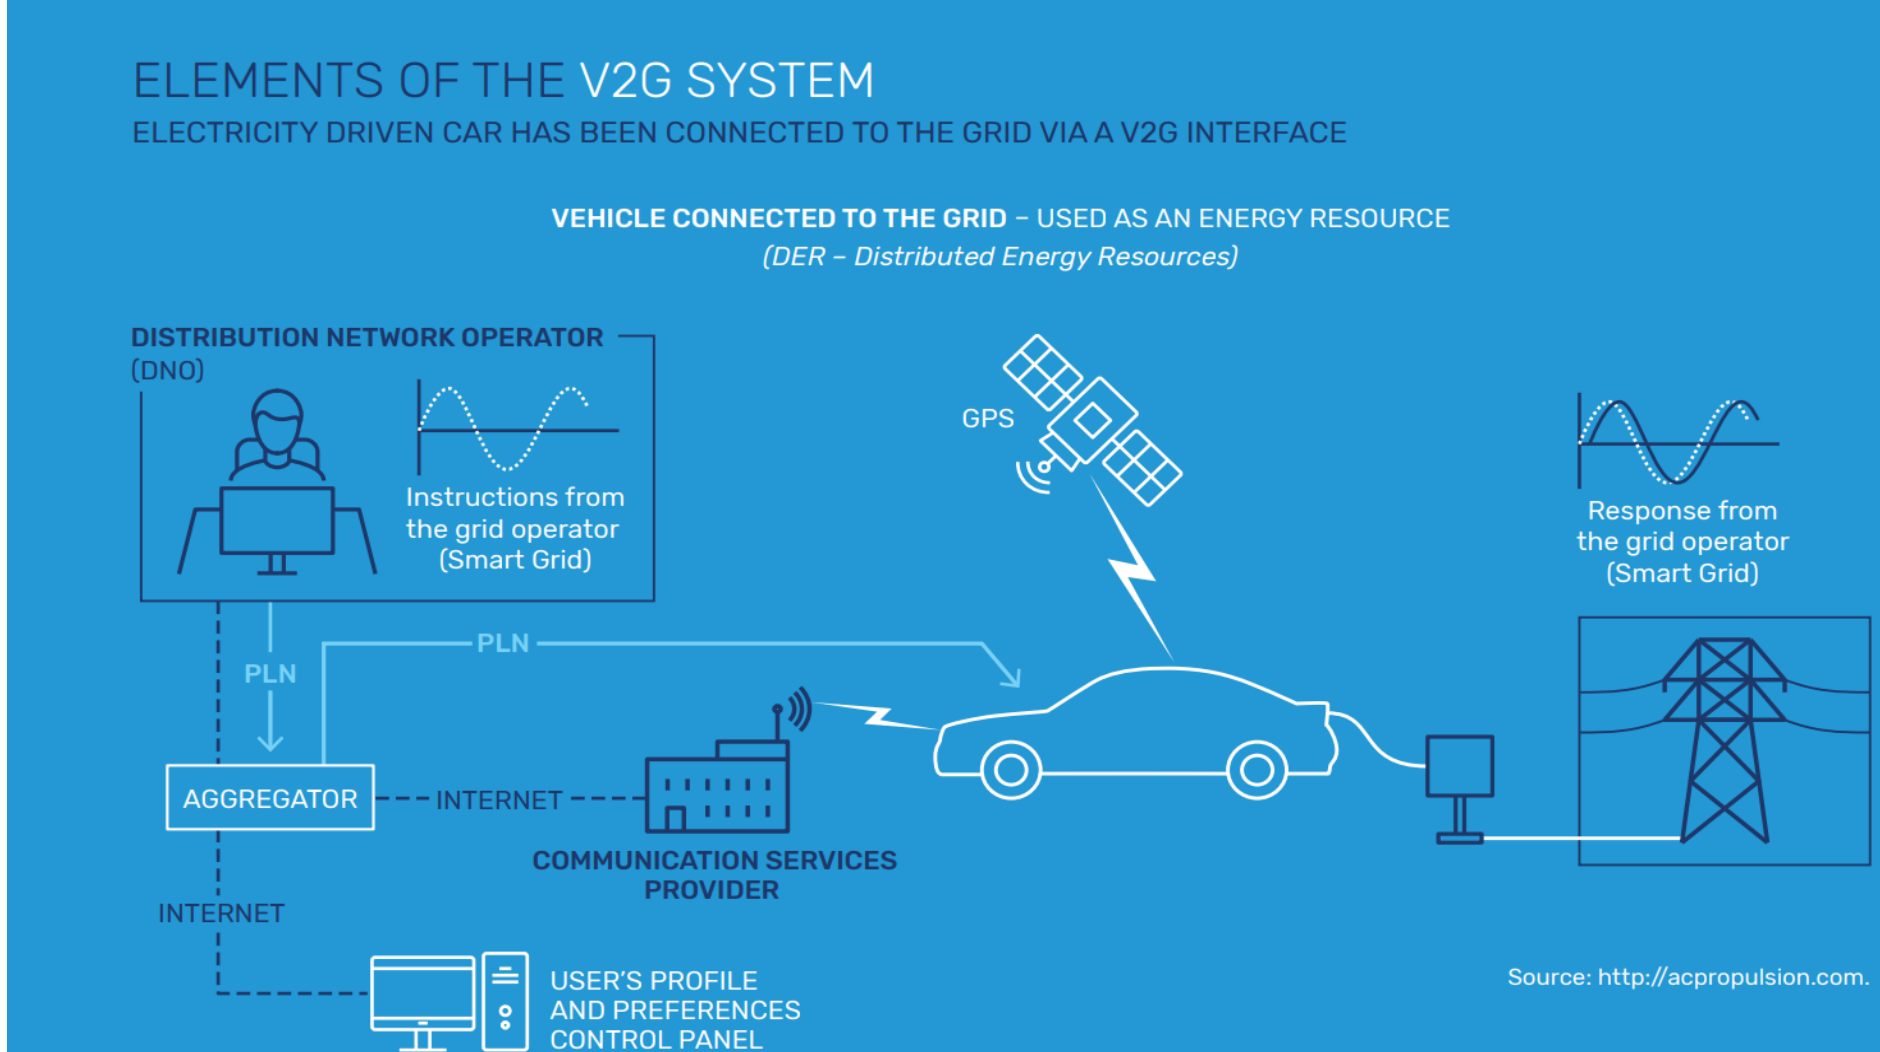 ELEMENTS OF THE V2G SYSTEM
ELECTRICITY DRIVEN CAR HAS BEEN CONNECTED TO THE GRID VIA A V2G INTERFACE
VEHICLE CONNECTED TO THE GRID – USED AS AN ENERGY RESOURCE
(DER – Distributed Energy Resources)
DISTRIBUTION NETWORK OPERATOR
(DNO)
Instructions from
the grid operator
(Smart Grid)
GPS
Response from
the grid operator
(Smart Grid)
PLN
PLN
AGGREGATOR
INTERNET
COMMUNICATION SERVICES
PROVIDER
INTERNET
USER'S PROFILE
AND PREFERENCES
CONTROL PANEL
Source: http://acpropulsion.com.